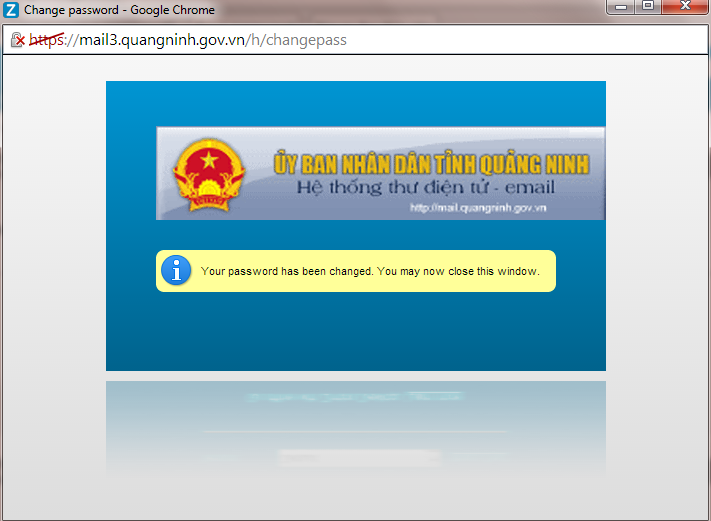 Change password - Google Chrome
https://mail3.quangninh.gov.vn/h/changepass
ỦY BAN NHÂN DÂN TỈNH QUẢNG NINH
Hệ thống thư điện tử - email
http://mail.quangninh.gov.vn
Your password has been changed. You may now close this window.